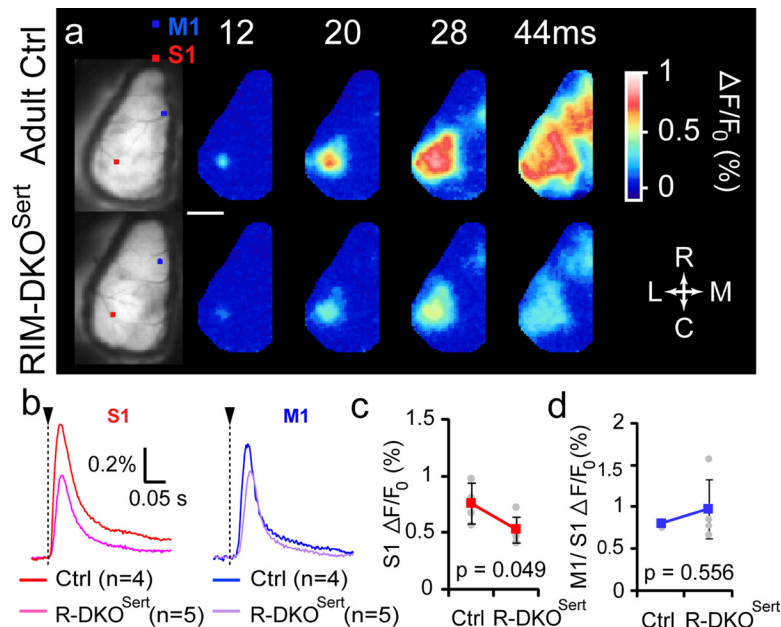 a
M1
S1
12 20 28 44ms
Adult Ctrl
RIM-DKO^Sert
1
0.5
0
ΔF/F₀ (%)
R
L M
C
b
S1
M1
0.2%
0.05 s
Ctrl (n=4)
R-DKO^Sert (n=5)
Ctrl (n=4)
R-DKO^Sert (n=5)
c
S1 ΔF/F₀ (%)
1.5
1
0.5
0
p = 0.049
Ctrl R-DKO^Sert
d
M1/ S1 ΔF/F₀(%)
2
1.5
1
0.5
0
p = 0.556
Ctrl R-DKO^Sert